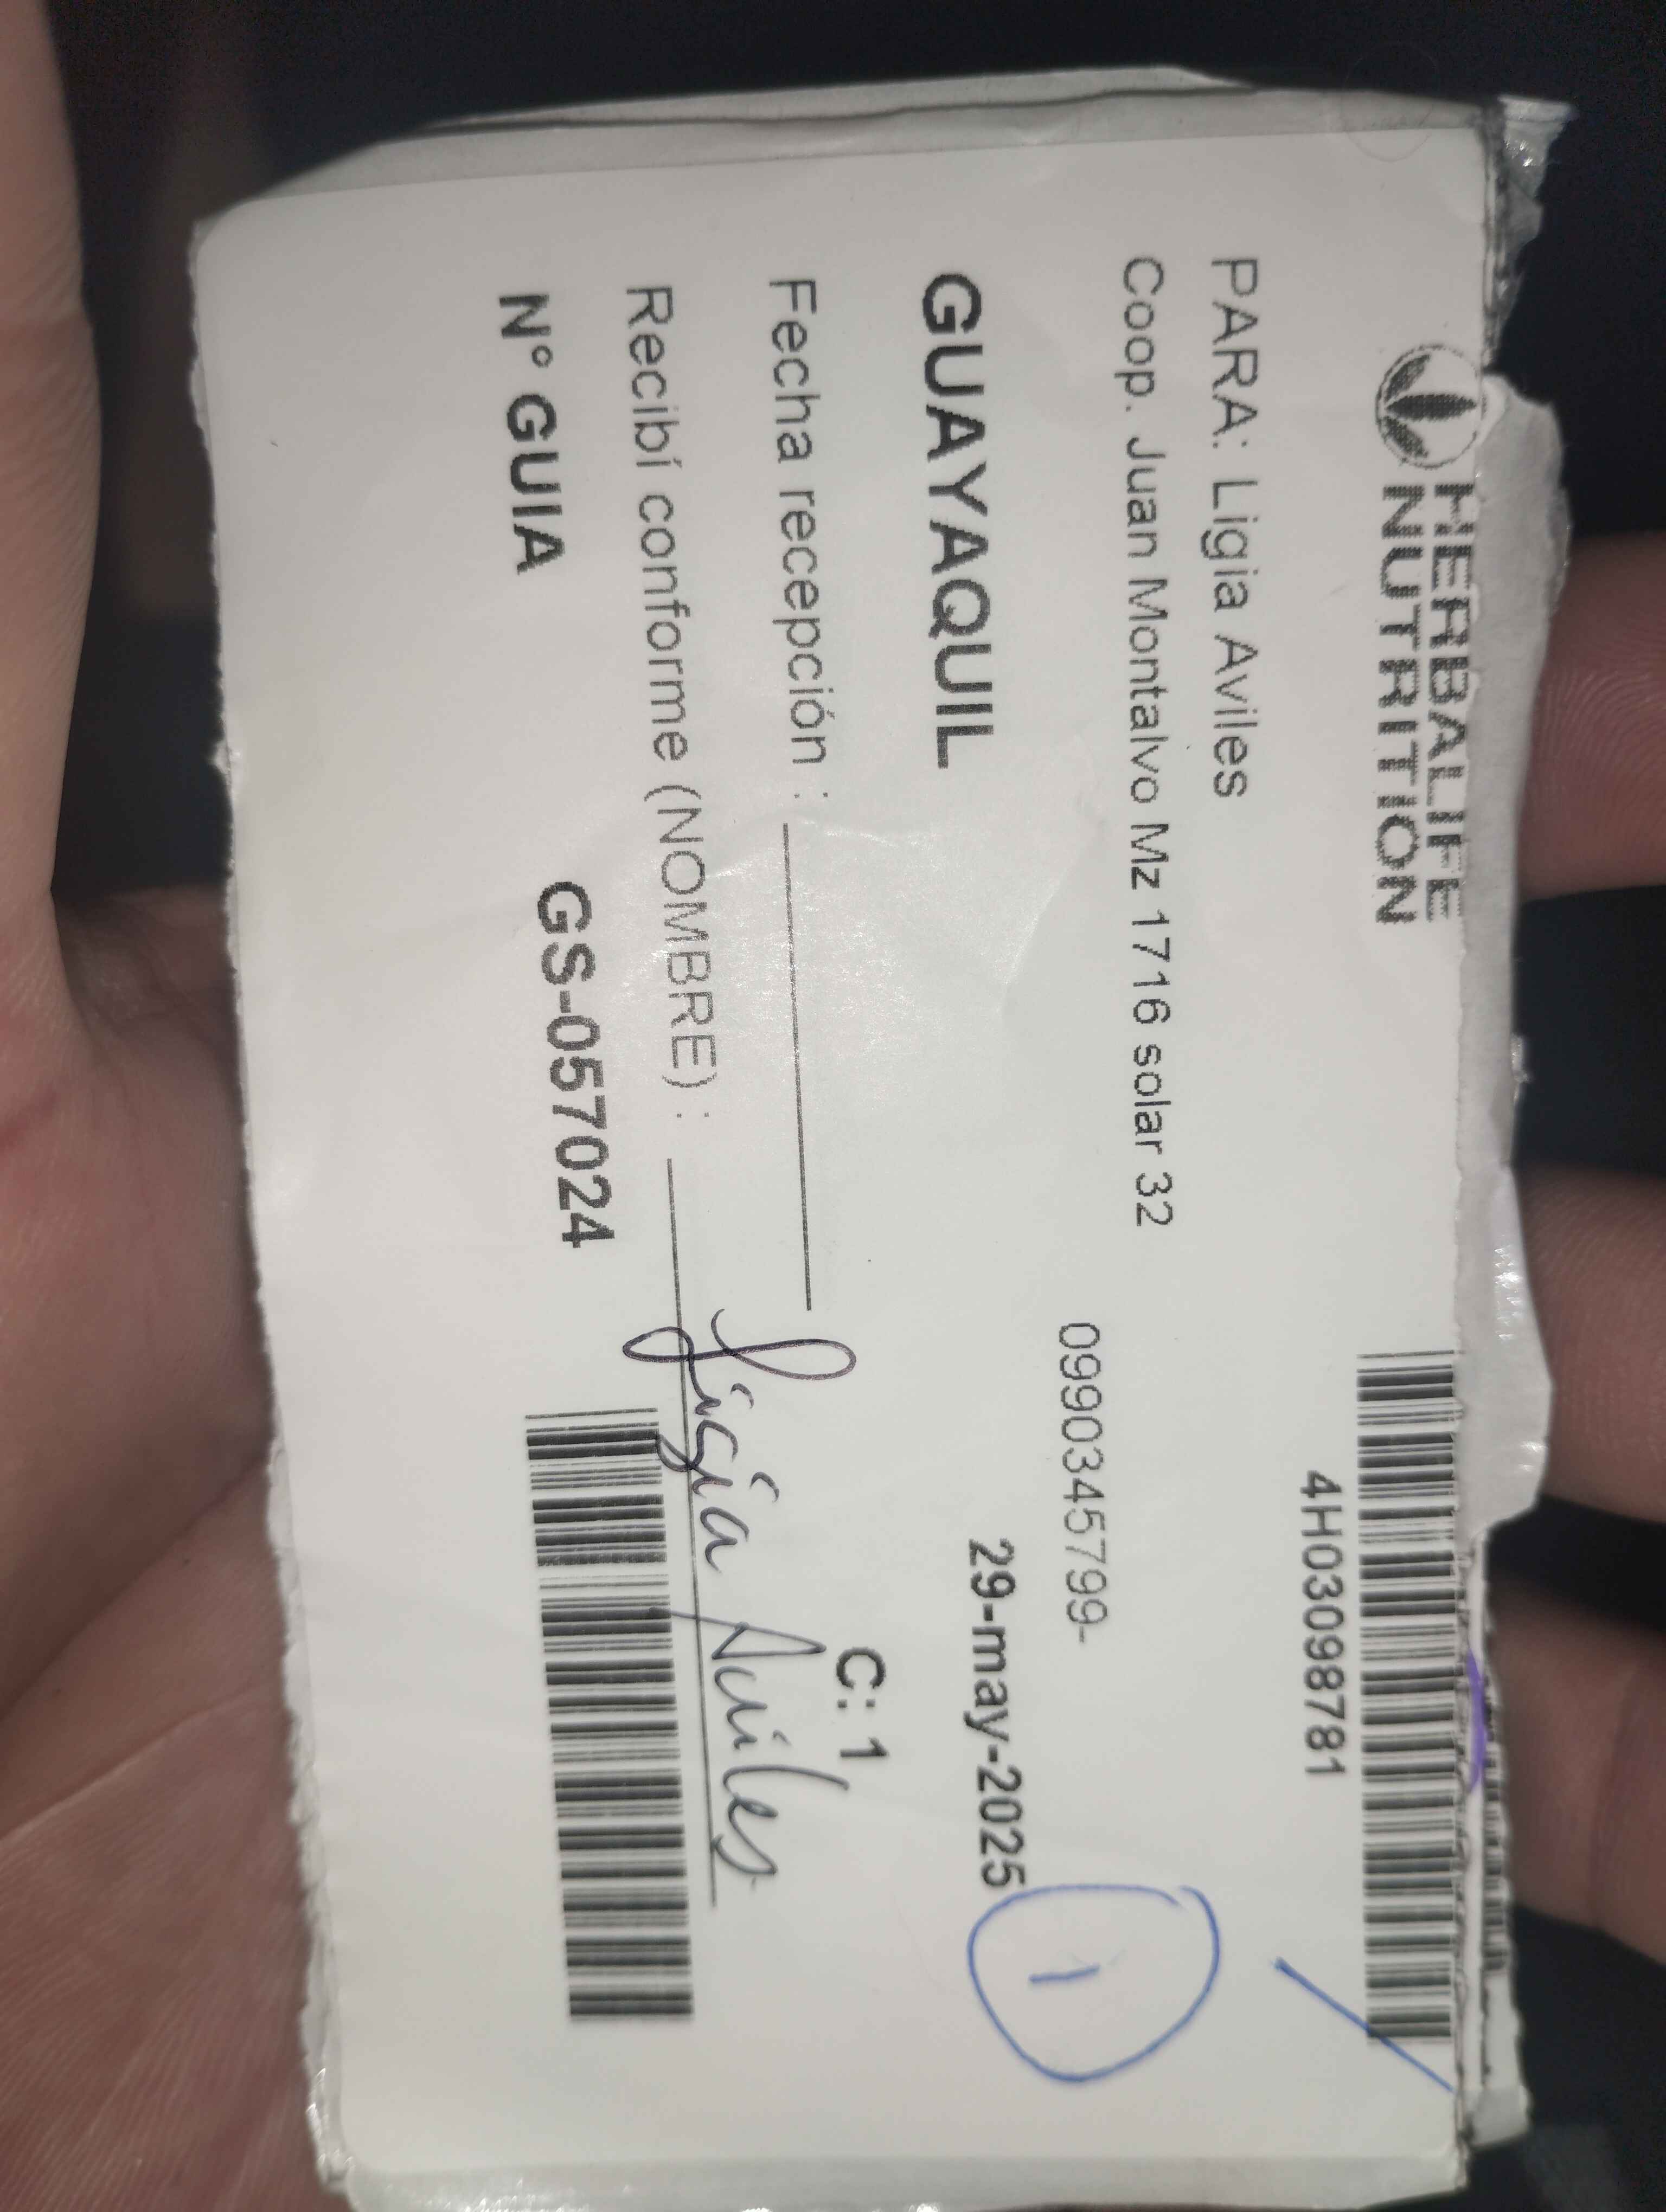 HERBALIFE
NUTRITION
4H03098781
PARA: Ligia Aviles
Coop. Juan Montalvo Mz 1716 solar 32
0990345799-
GUAYAQUIL
29-may-2025
1
Fecha recepción :
C: 1
Recibí conforme (NOMBRE) : Ligia Aviles
N° GUIA GS-057024